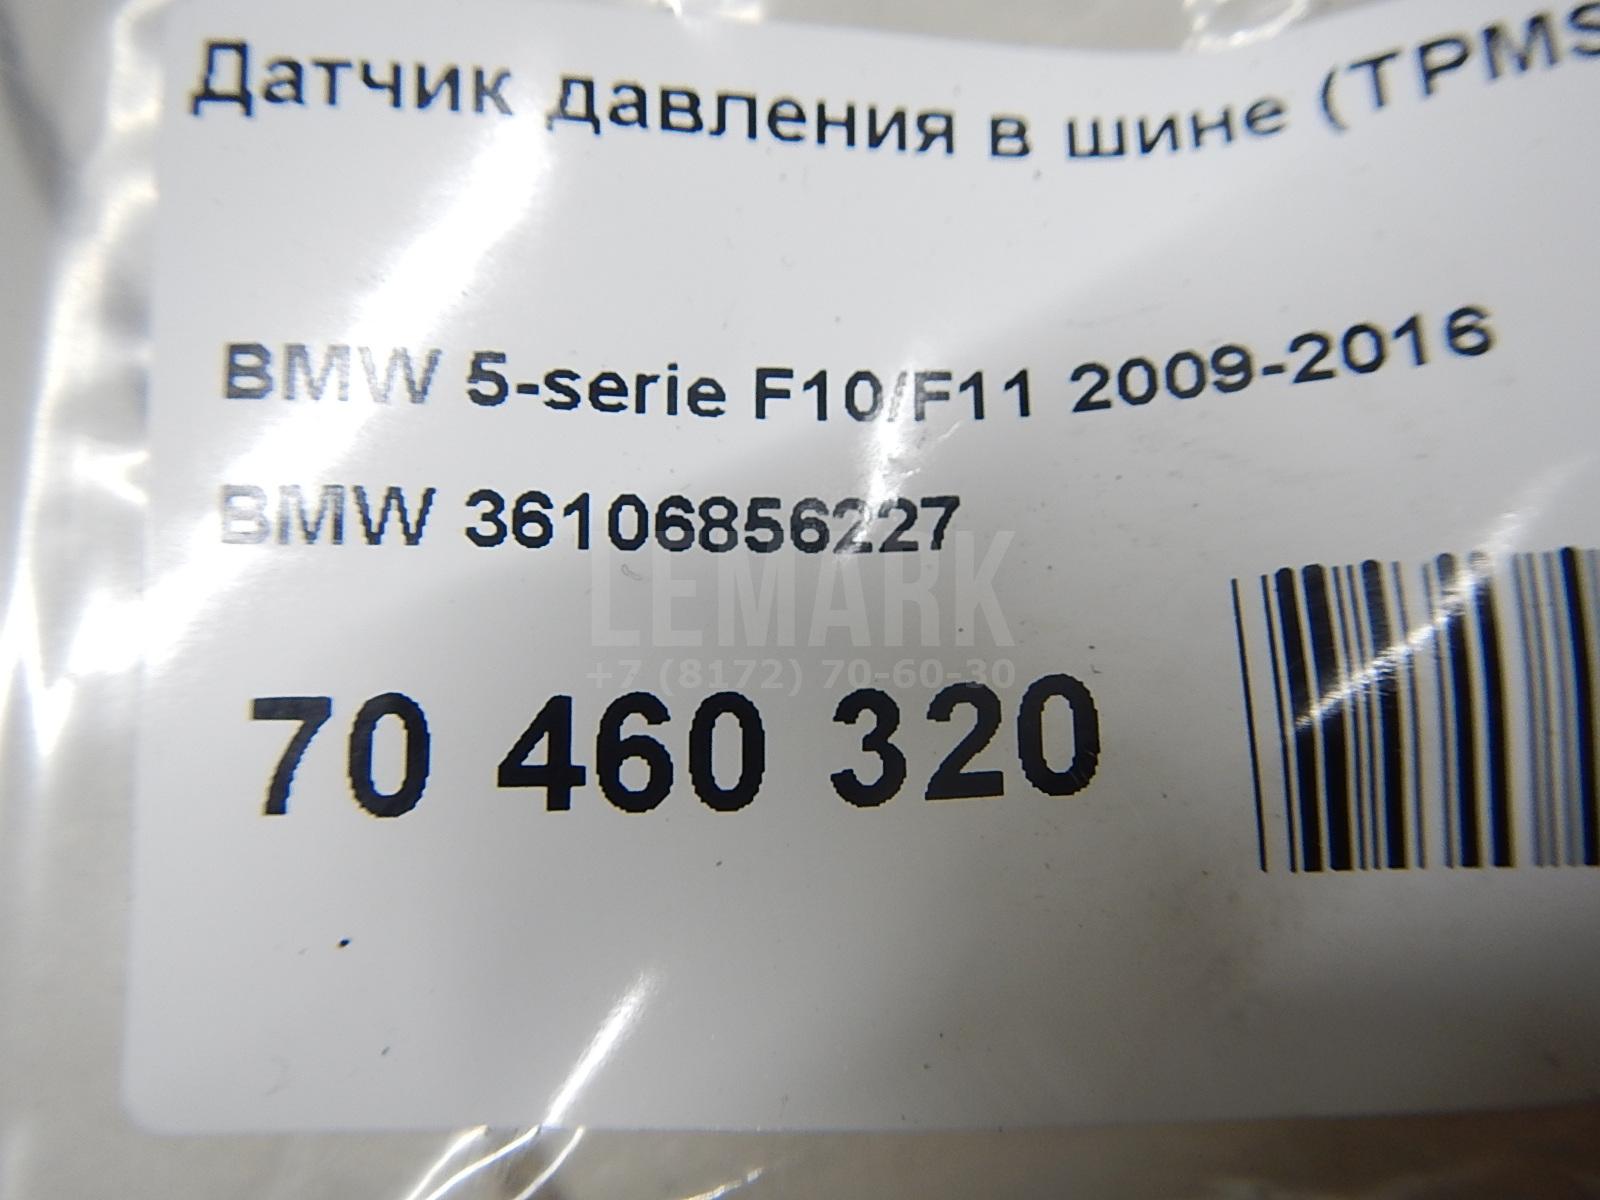 Датчик давления в шине (TPMS
BMW 5-serie F10/F11 2009-2016
BMW 36106856227
LEMARK
+7 (8172) 70-60-30
70 460 320